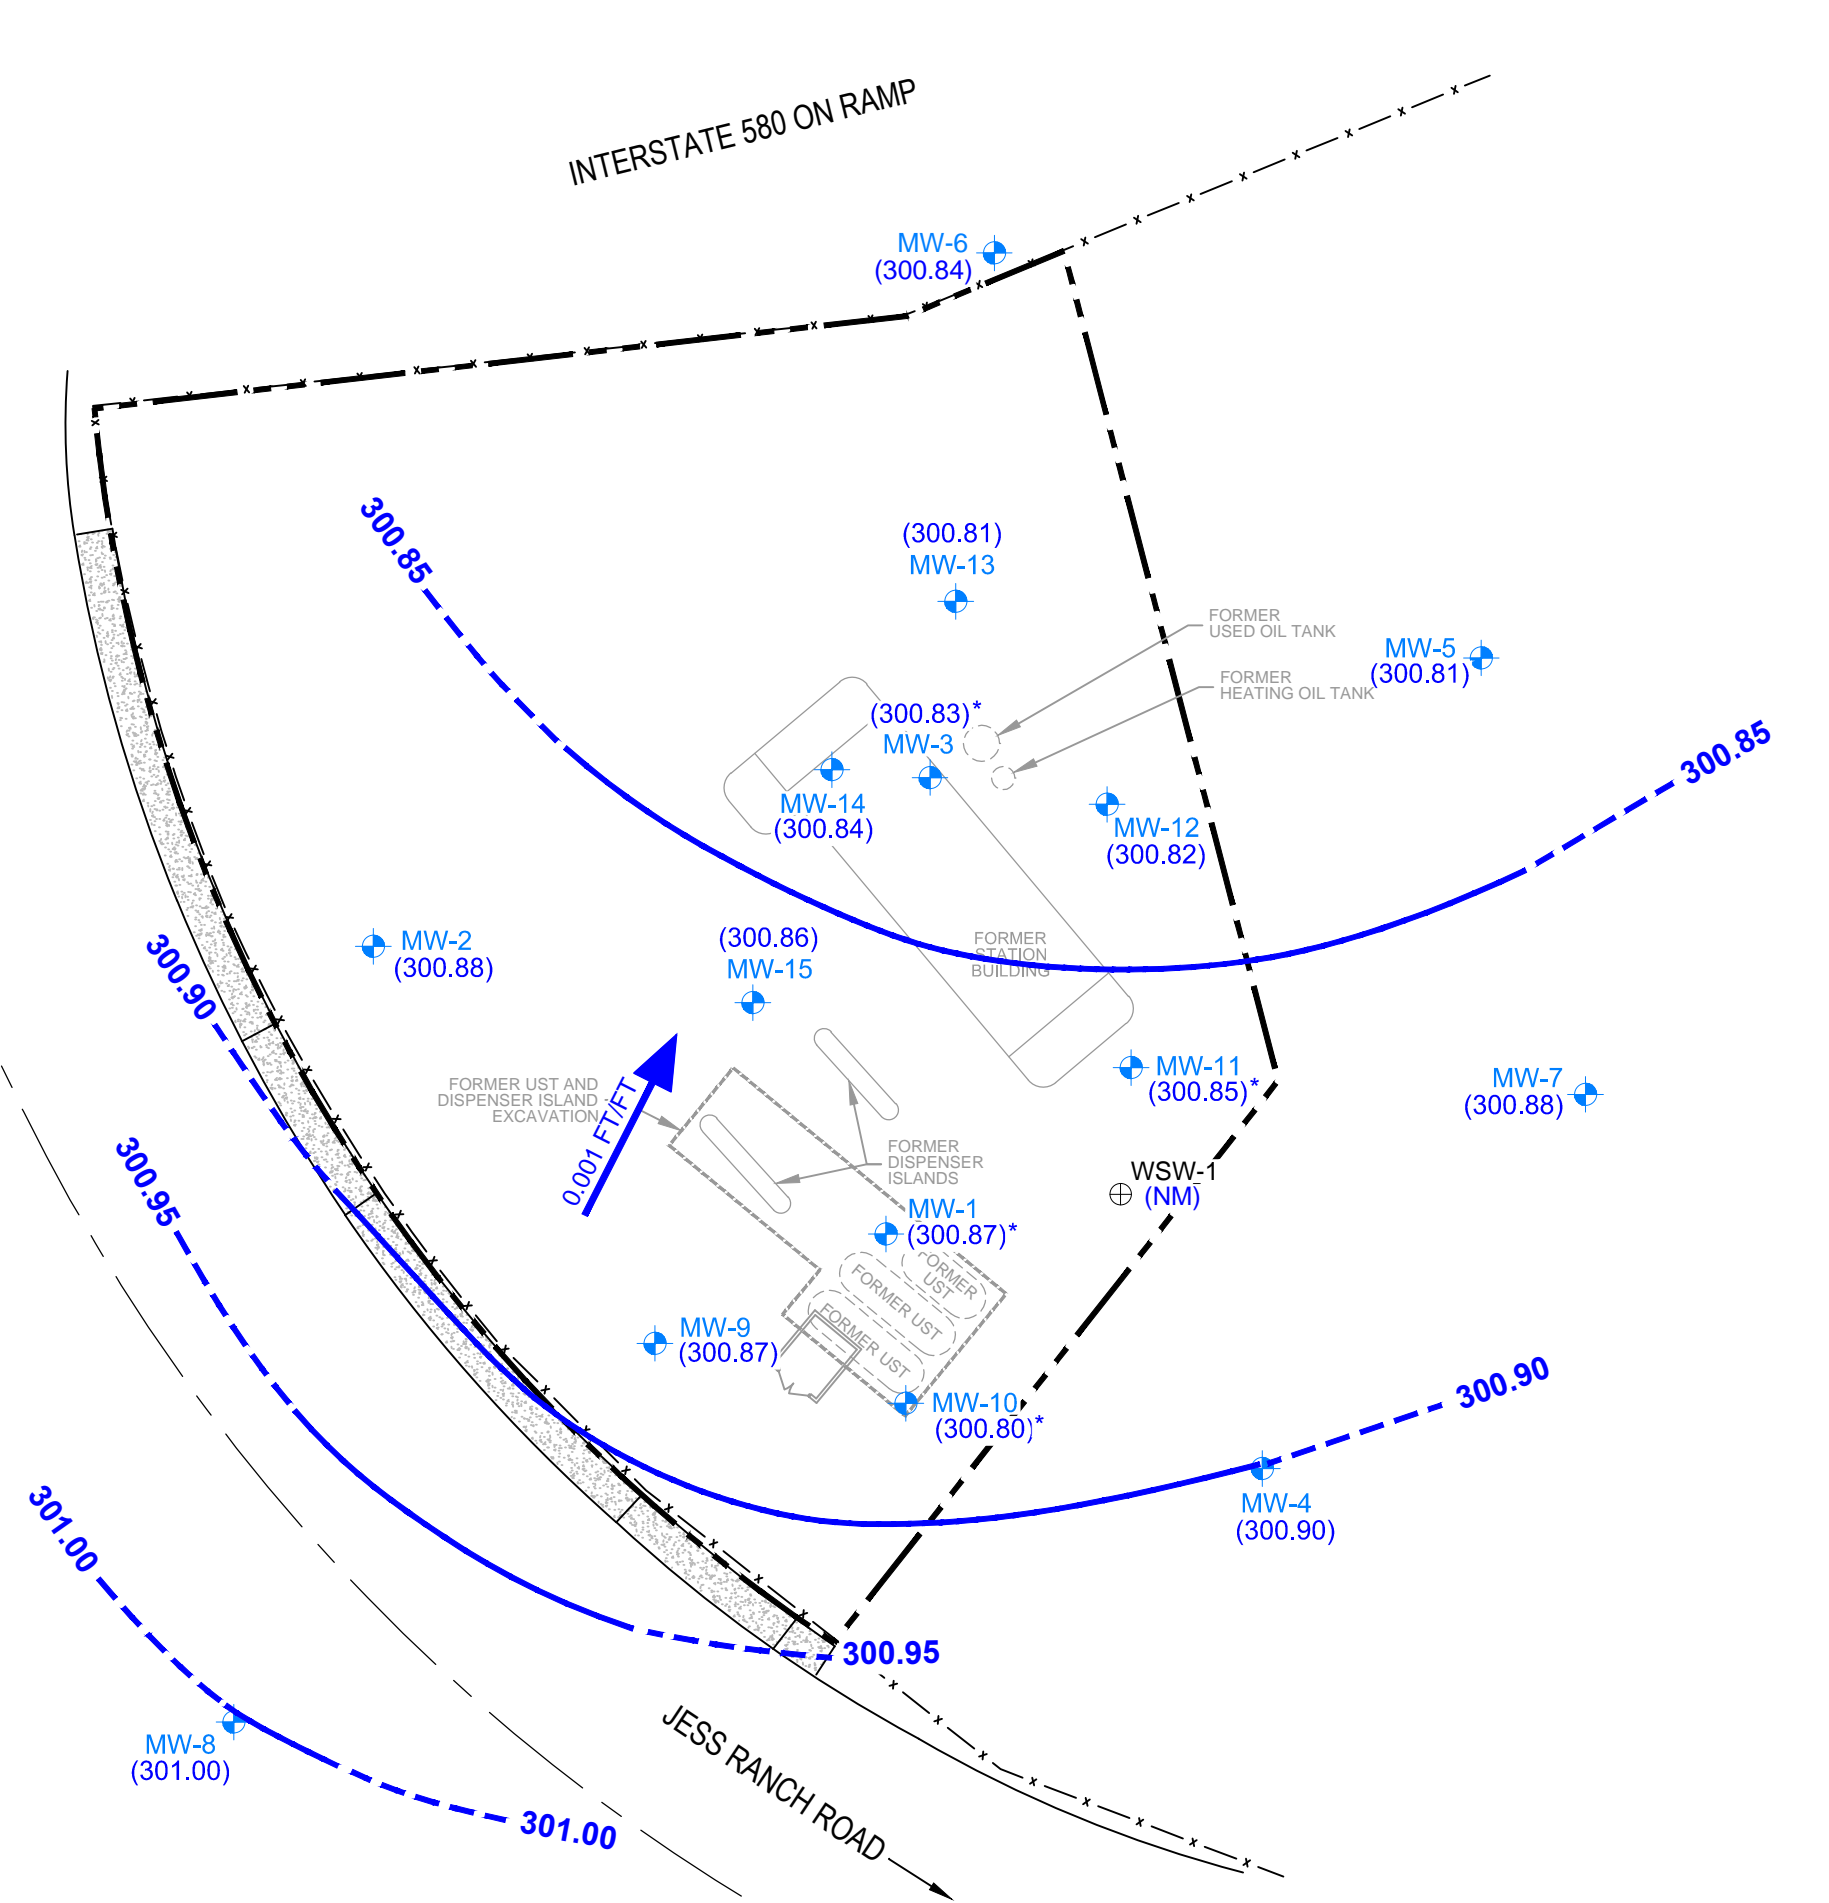 INTERSTATE 580 ON RAMP
MW-6
(300.84)
300.85
(300.81)
MW-13
FORMER
USED OIL TANK
MW-5
(300.81)
FORMER
HEATING OIL TANK
(300.83)*
MW-3
300.85
MW-14
(300.84)
MW-12
(300.82)
300.90
MW-2
(300.88)
(300.86)
MW-15
FORMER
STATION
BUILDING
MW-11
(300.85)*
MW-7
(300.88)
FORMER UST AND
DISPENSER ISLAND
EXCAVATION
0.001 FT/FT
FORMER
DISPENSER
ISLANDS
300.95
WSW-1
(NM)
MW-1
(300.87)*
FORMER
UST
FORMER UST
FORMER UST
MW-9
(300.87)
MW-10
(300.80)*
300.90
MW-4
(300.90)
301.00
300.95
MW-8
(301.00)
JESS RANCH ROAD
301.00